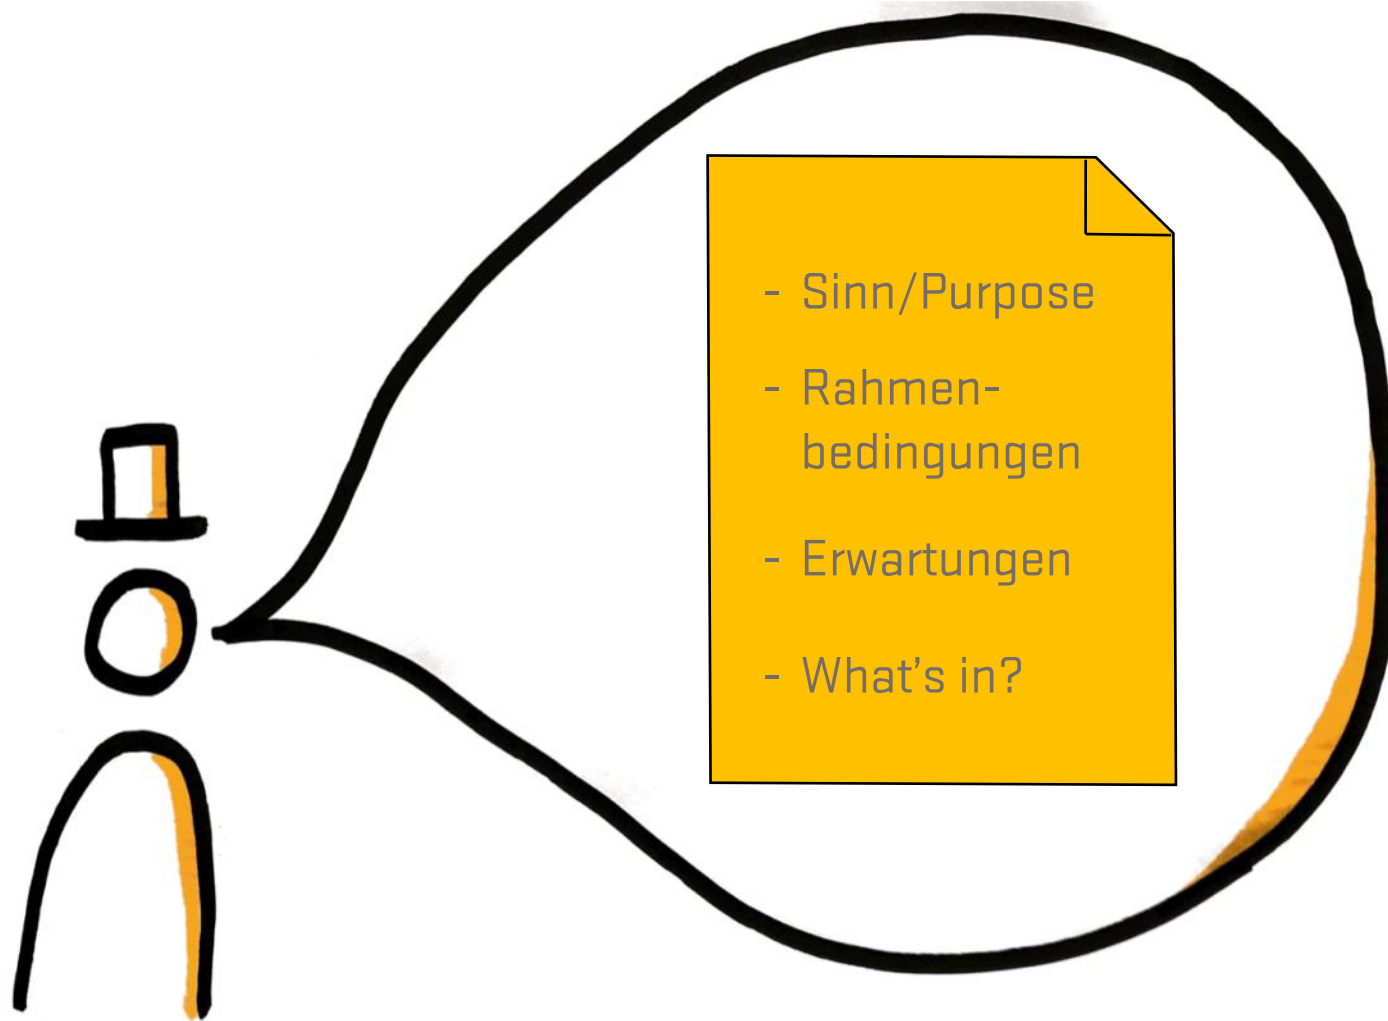 - Sinn/Purpose
- Rahmen-
bedingungen
- Erwartungen
- What's in?